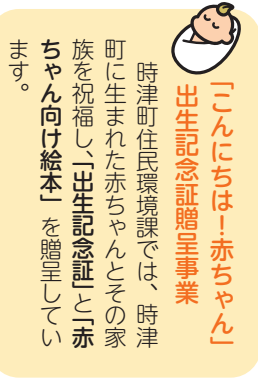 「こんにちは！赤ちゃん」
出生記念証贈呈事業
時津町住民環境課では、時津
町に生まれた赤ちゃんとその家
族を祝福し、「出生記念証」と「赤
ちゃん向け絵本」を贈呈してい
ます。